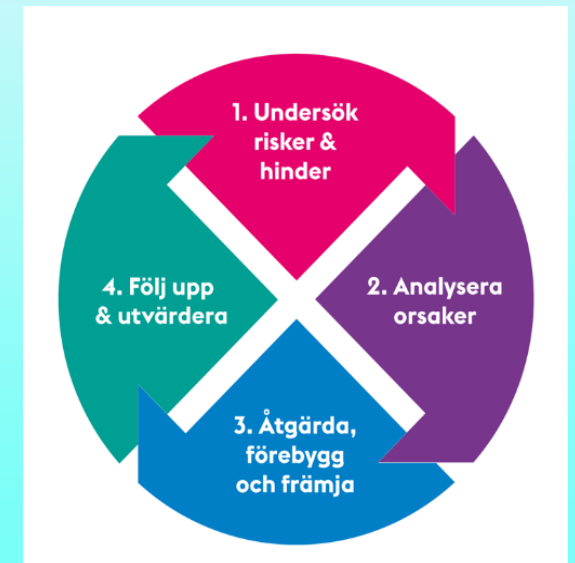 1. Undersök
risker &
hinder
2. Analysera
orsaker
3. Åtgärda,
förebygg
och främja
4. Följ upp
& utvärdera